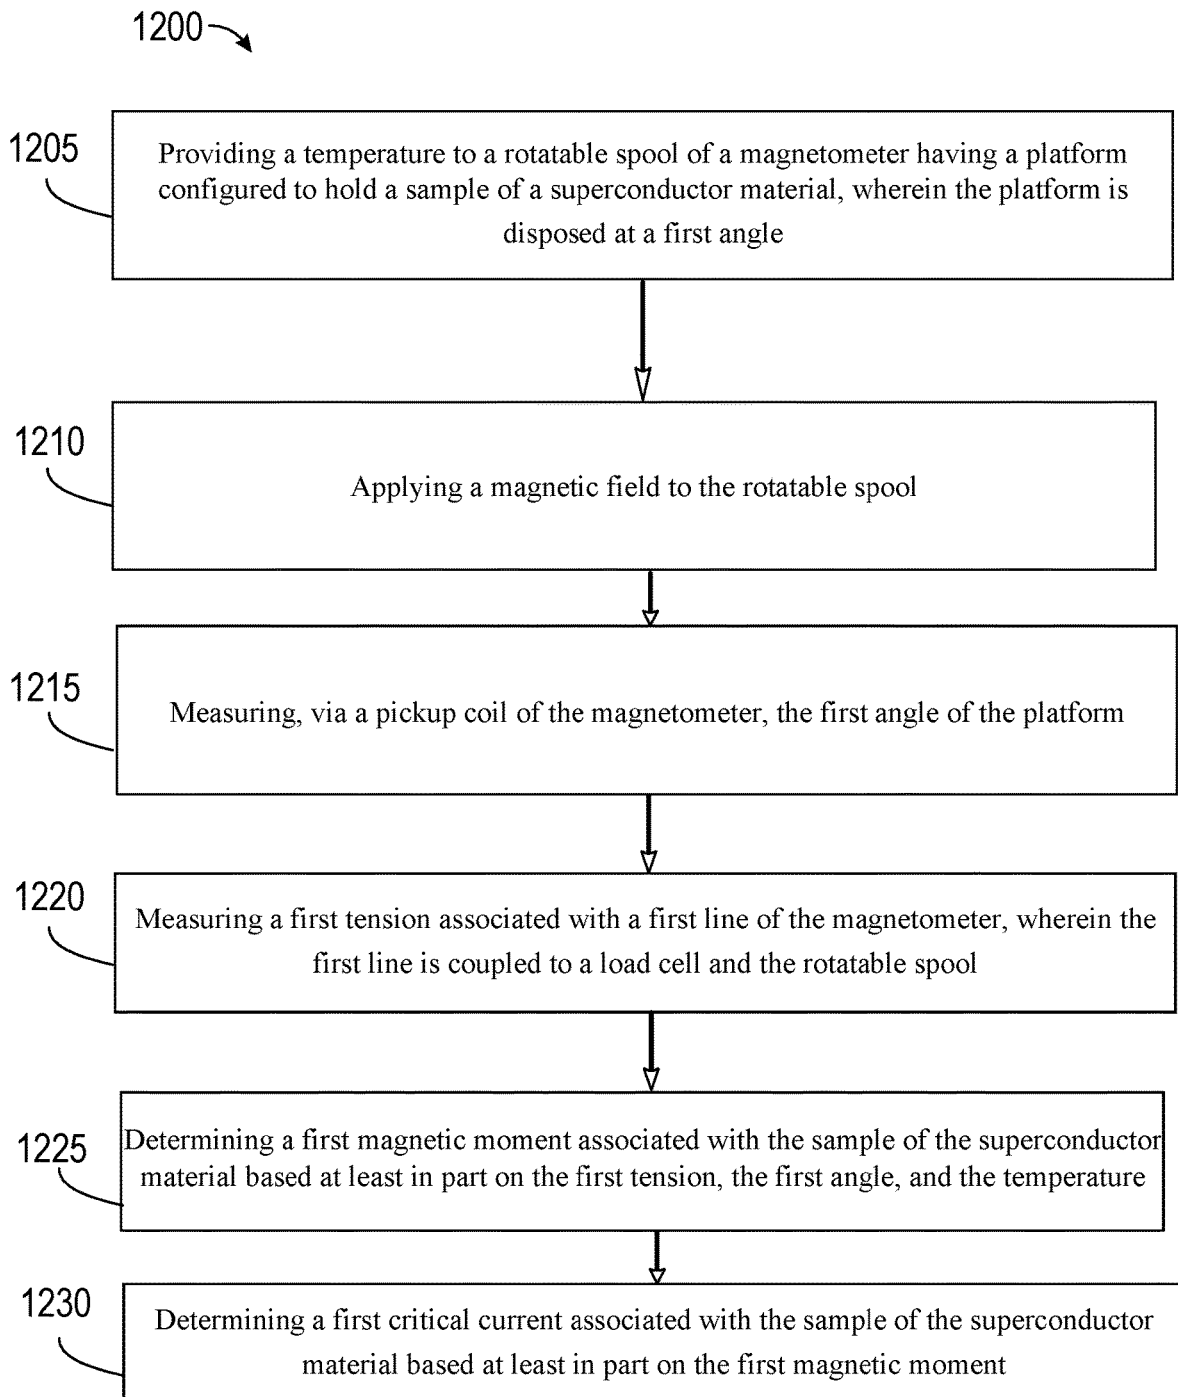 1200
1205
Providing a temperature to a rotatable spool of a magnetometer having a platform
configured to hold a sample of a superconductor material, wherein the platform is
disposed at a first angle
1210
Applying a magnetic field to the rotatable spool
1215
Measuring, via a pickup coil of the magnetometer, the first angle of the platform
1220
Measuring a first tension associated with a first line of the magnetometer, wherein the
first line is coupled to a load cell and the rotatable spool
1225
Determining a first magnetic moment associated with the sample of the superconductor
material based at least in part on the first tension, the first angle, and the temperature
1230
Determining a first critical current associated with the sample of the superconductor
material based at least in part on the first magnetic moment